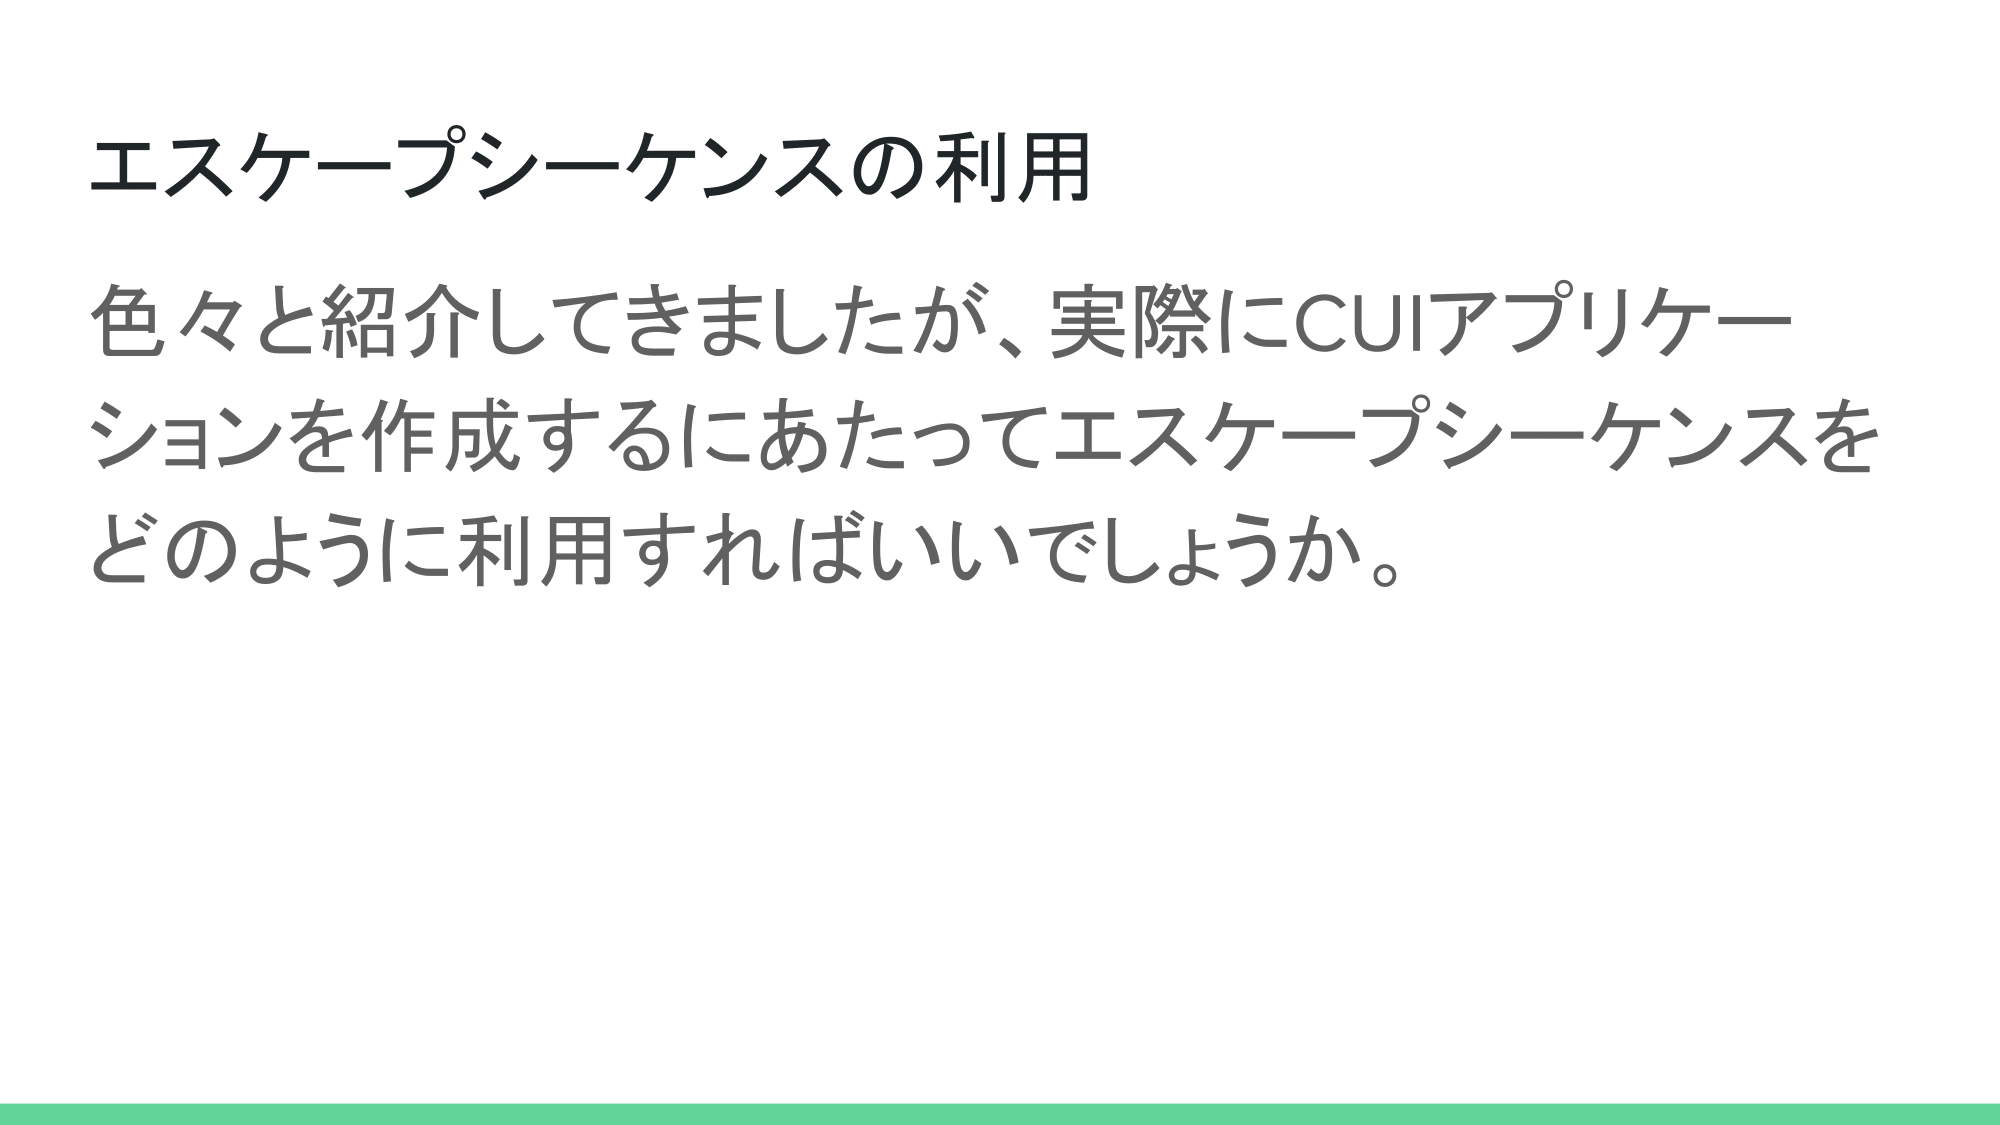 エスケープシーケンスの利用
色々と紹介してきましたが、実際にCUIアプリケー
ションを作成するにあたってエスケープシーケンスを
どのように利用すればいいでしょうか。